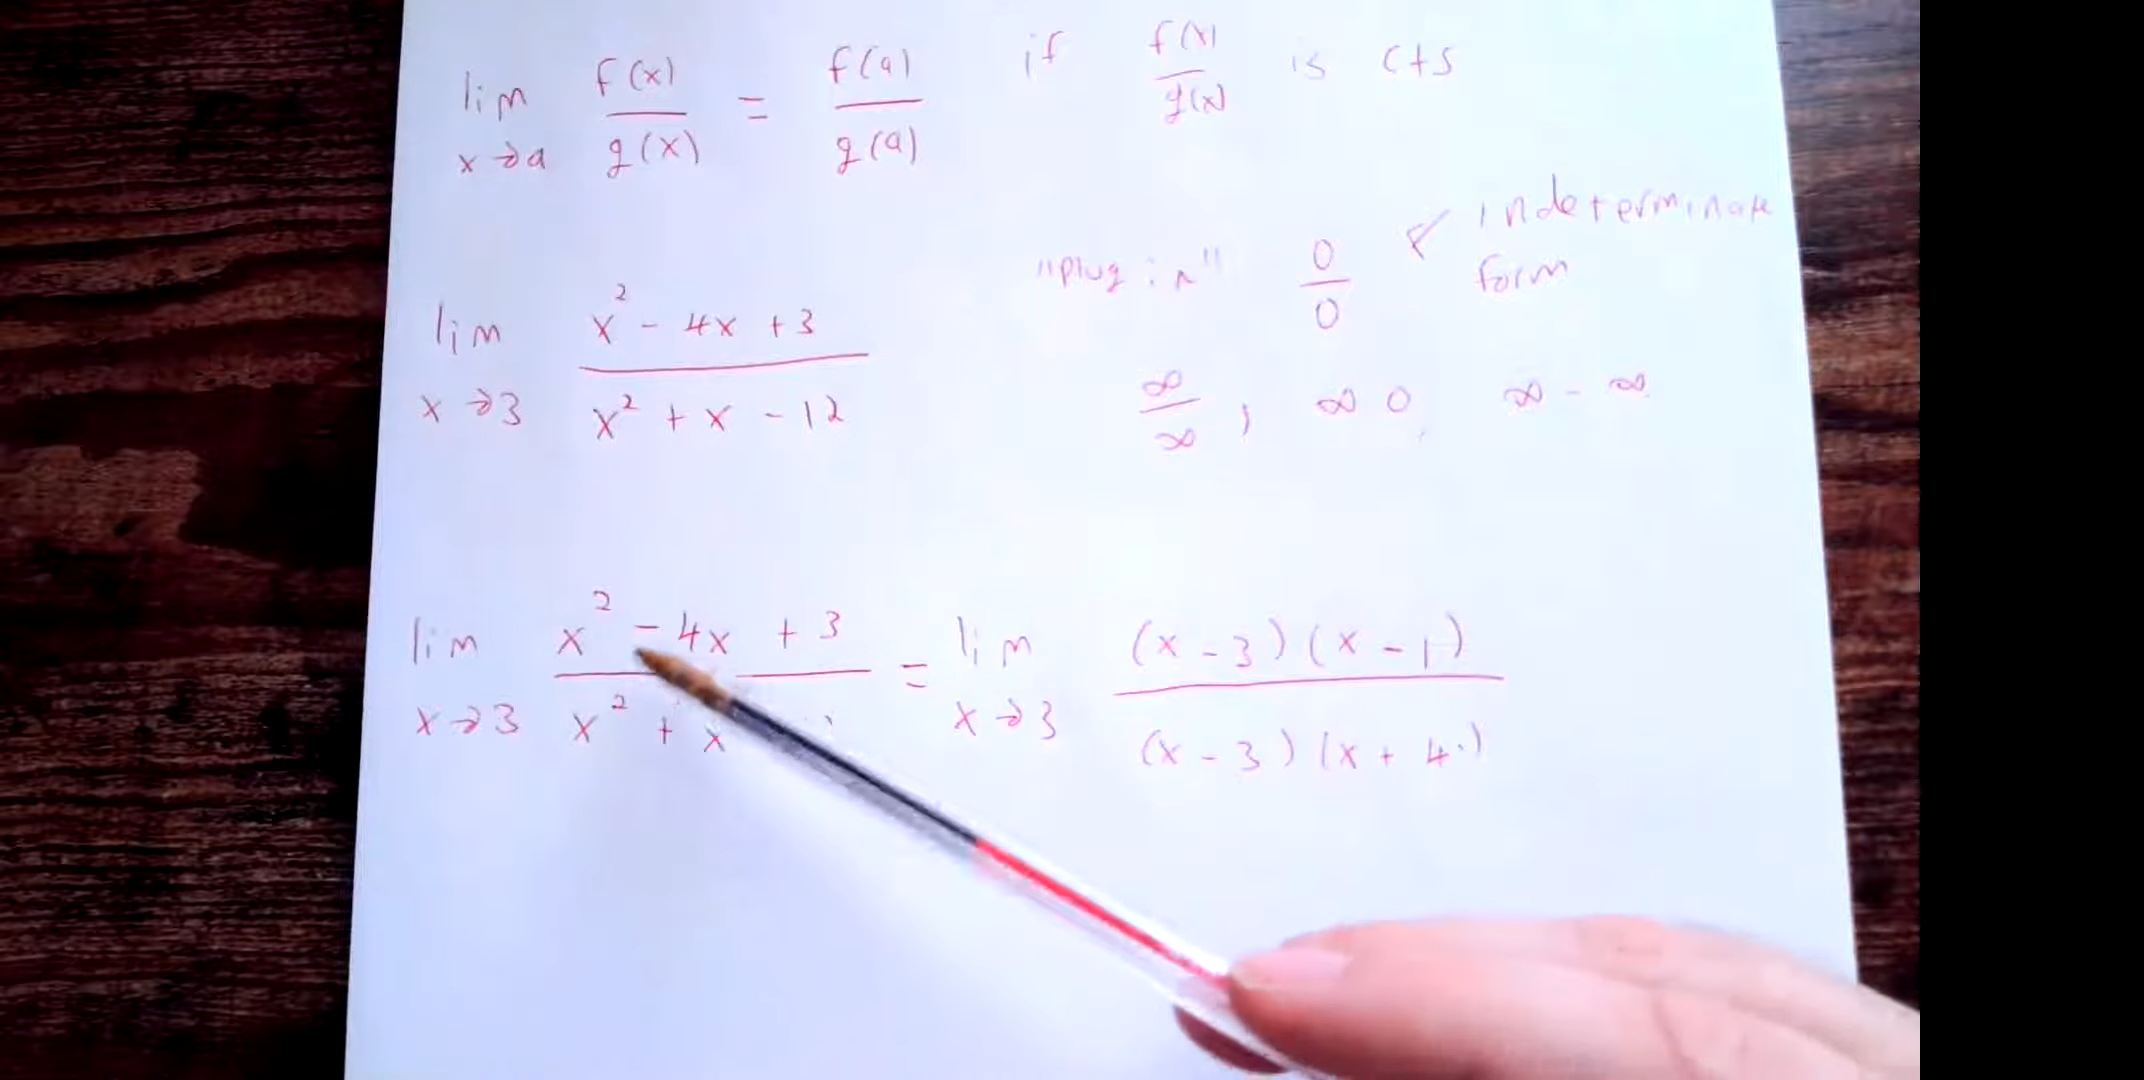 lim x→a f(x)/g(x) = f(a)/g(a) if f(x)/g(x) is cts
"plug in" 0/0 ← indeterminate form
lim x→3 (x² - 4x + 3)/(x² + x - 12)
∞/∞, ∞ 0, ∞ - ∞
lim x→3 (x² - 4x + 3)/(x² + x = lim x→3 (x - 3)(x - 1)/(x - 3)(x + 4)